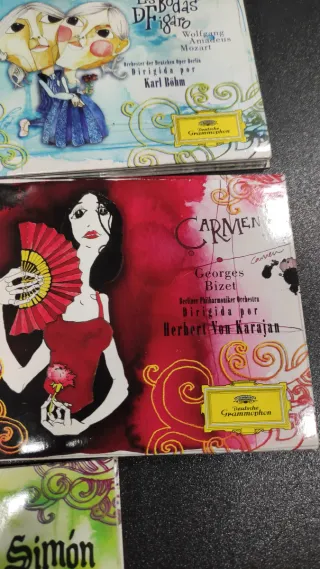 Las Bodas
D Fígaro
Wolfgang
Amadeus
Mozart
Orchester der Deutschen Oper Berlin
Dirigida por
Karl Böhm
Deutsche
Grammophon
CARMEN
Carmen
Georges
Bizet
Berliner Philharmoniker Orchestra
Dirigida por
Herbert Von Karajan
Deutsche
Grammophon
Simón